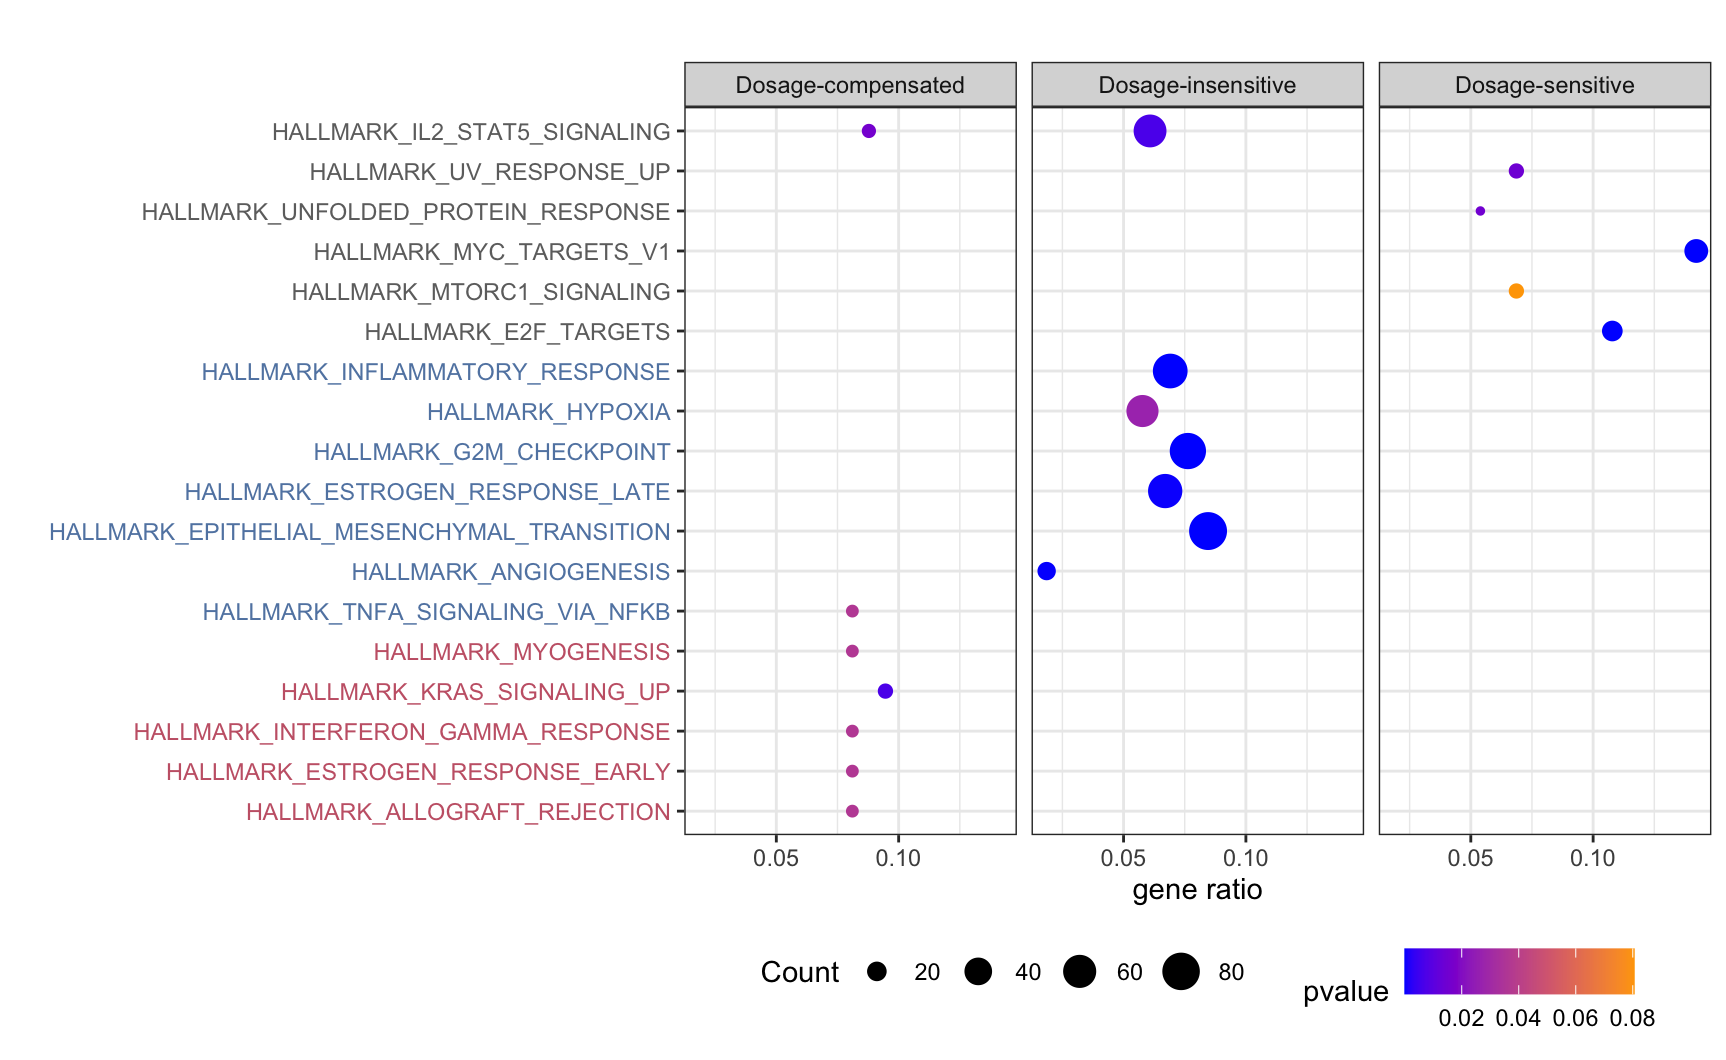 Dosage-compensated Dosage-insensitive Dosage-sensitive
HALLMARK_IL2_STAT5_SIGNALING
HALLMARK_UV_RESPONSE_UP
HALLMARK_UNFOLDED_PROTEIN_RESPONSE
HALLMARK_MYC_TARGETS_V1
HALLMARK_MTORC1_SIGNALING
HALLMARK_E2F_TARGETS
HALLMARK_INFLAMMATORY_RESPONSE
HALLMARK_HYPOXIA
HALLMARK_G2M_CHECKPOINT
HALLMARK_ESTROGEN_RESPONSE_LATE
HALLMARK_EPITHELIAL_MESENCHYMAL_TRANSITION
HALLMARK_ANGIOGENESIS
HALLMARK_TNFA_SIGNALING_VIA_NFKB
HALLMARK_MYOGENESIS
HALLMARK_KRAS_SIGNALING_UP
HALLMARK_INTERFERON_GAMMA_RESPONSE
HALLMARK_ESTROGEN_RESPONSE_EARLY
HALLMARK_ALLOGRAFT_REJECTION
0.05 0.10 0.05 0.10 0.05 0.10
gene ratio
Count 20 40 60 80
pvalue
0.02 0.04 0.06 0.08